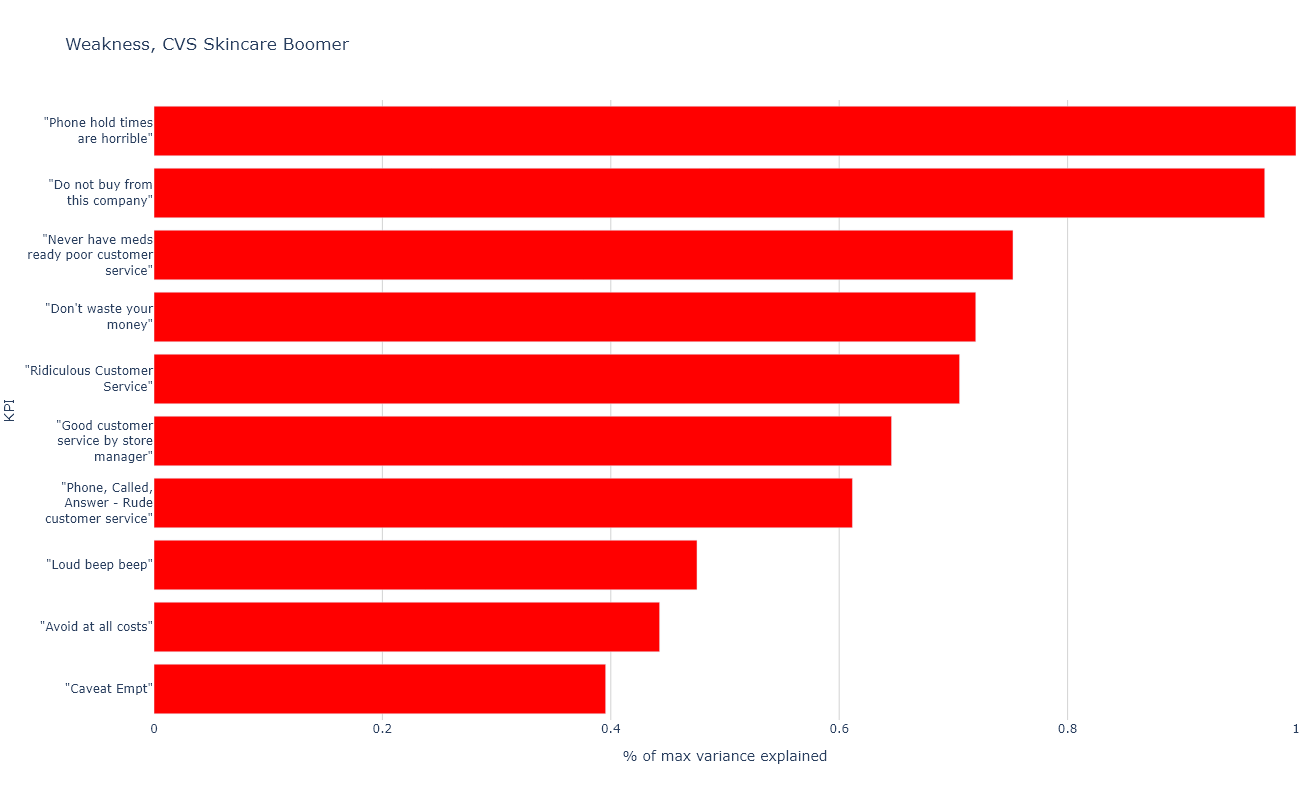 Weakness, CVS Skincare Boomer
"Phone hold times
are horrible"
"Do not buy from
this company"
"Never have meds
ready poor customer
service"
"Don't waste your
money"
"Ridiculous Customer
Service"
"Good customer
service by store
manager"
"Phone, Called,
Answer - Rude
customer service"
"Loud beep beep"
"Avoid at all costs"
"Caveat Empt"
KPI
0 0.2 0.4 0.6 0.8 1
% of max variance explained